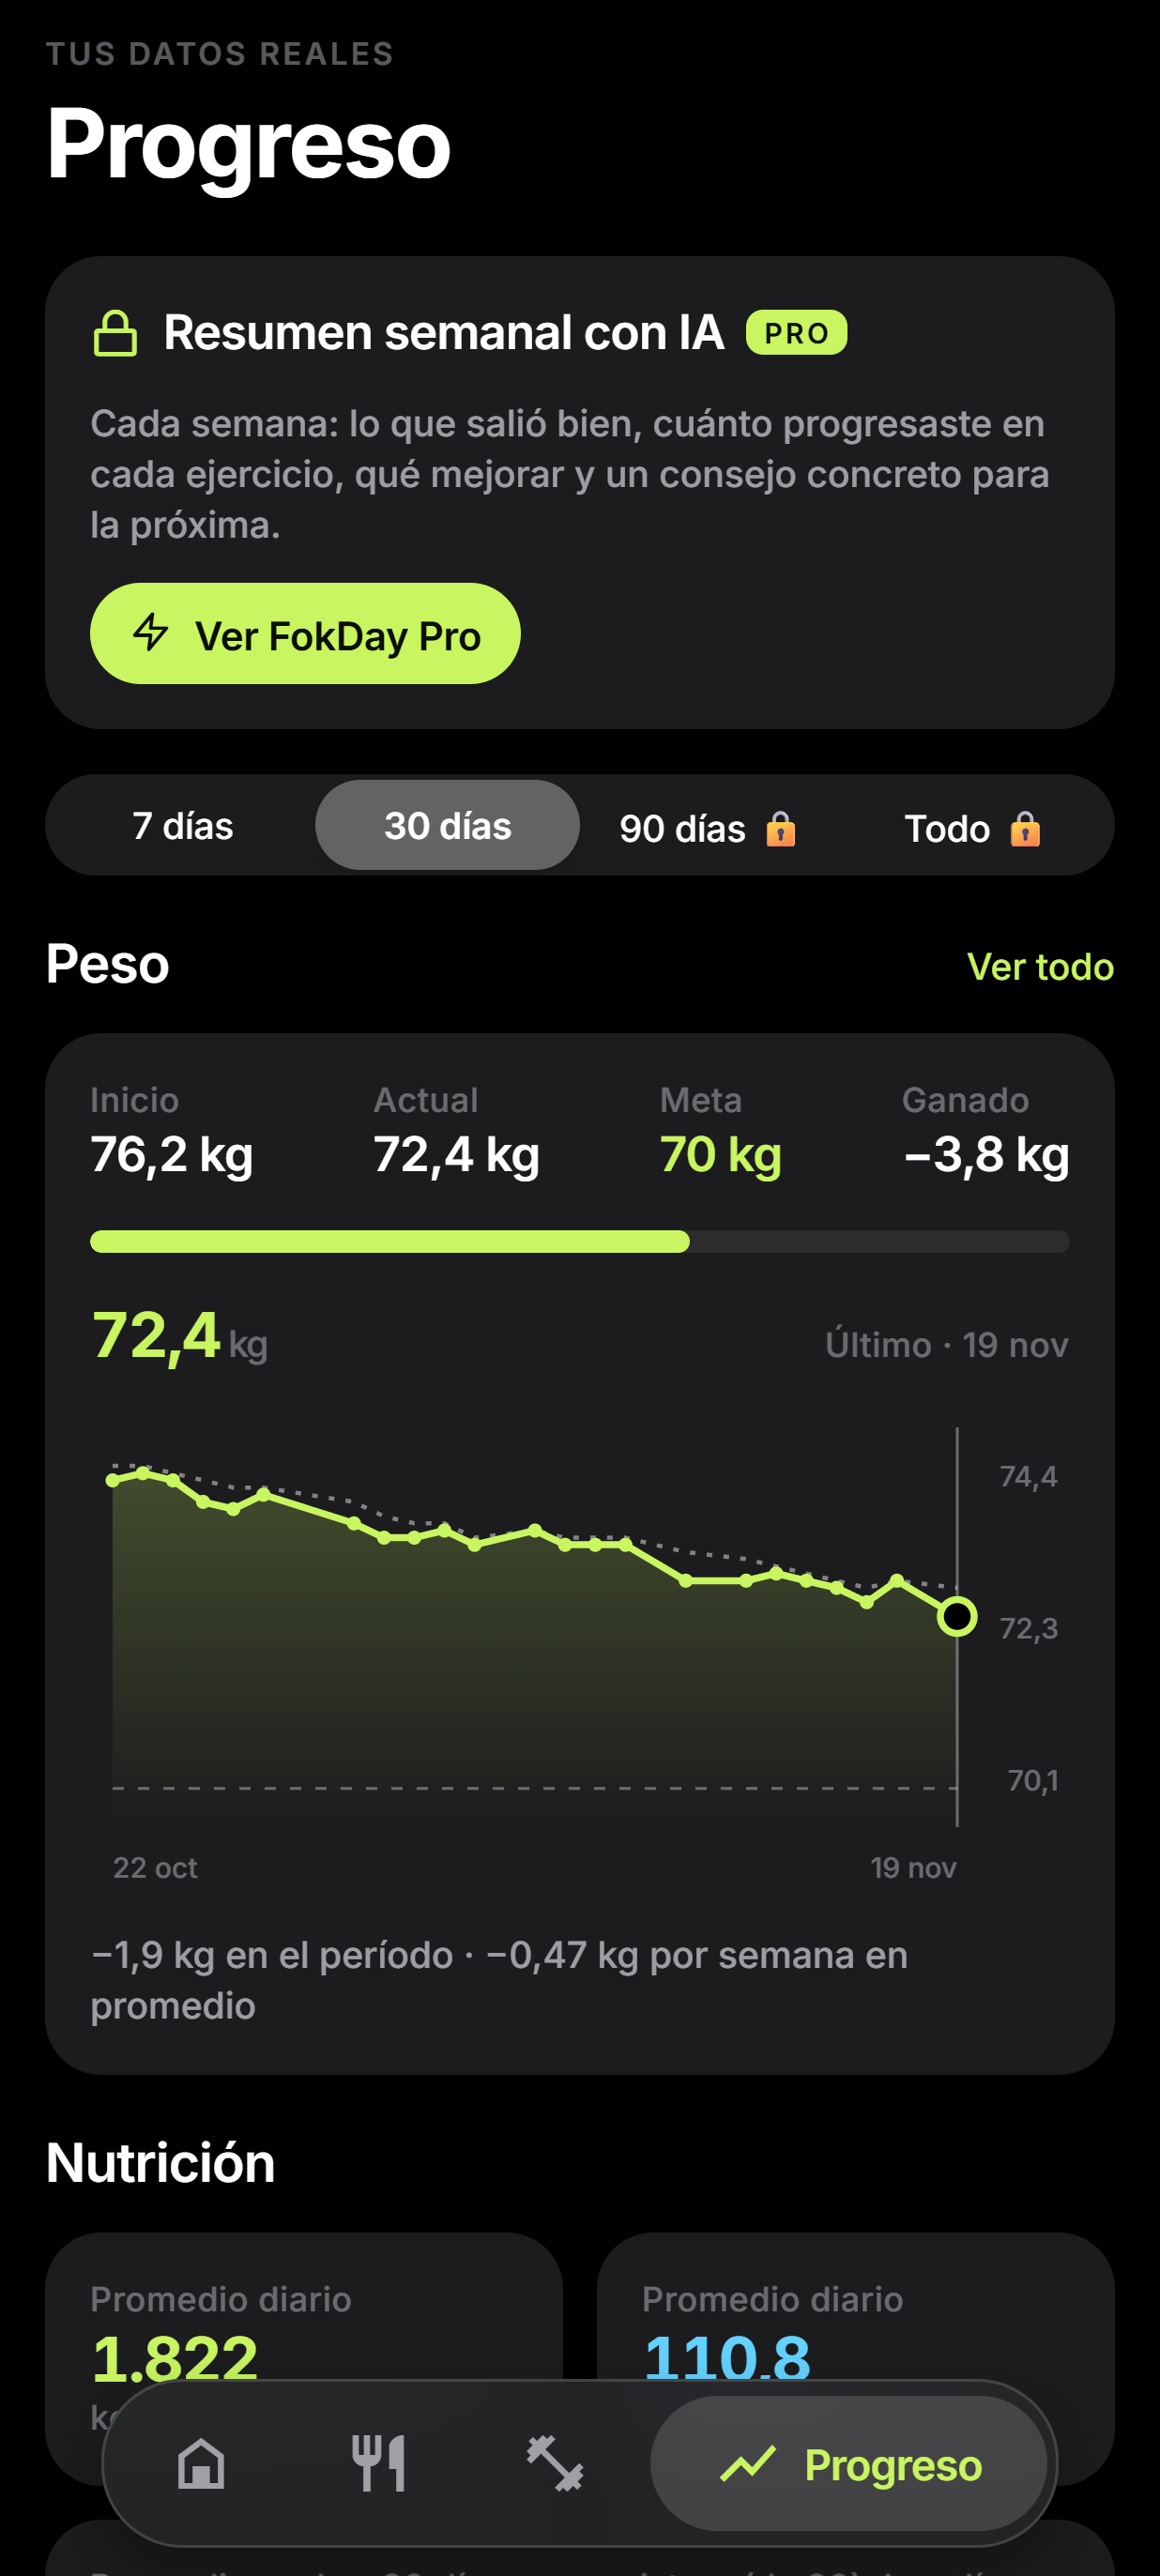 TUS DATOS REALES
Progreso
Resumen semanal con IA PRO
Cada semana: lo que salió bien, cuánto progresaste en
cada ejercicio, qué mejorar y un consejo concreto para
la próxima.
Ver FokDay Pro
7 días 30 días 90 días Todo
Peso Ver todo
Inicio Actual Meta Ganado
76,2 kg 72,4 kg 70 kg −3,8 kg
72,4 kg Último · 19 nov
74,4
72,3
70,1
22 oct 19 nov
−1,9 kg en el período · −0,47 kg por semana en
promedio
Nutrición
Promedio diario Promedio diario
1.822 110,8
Progreso